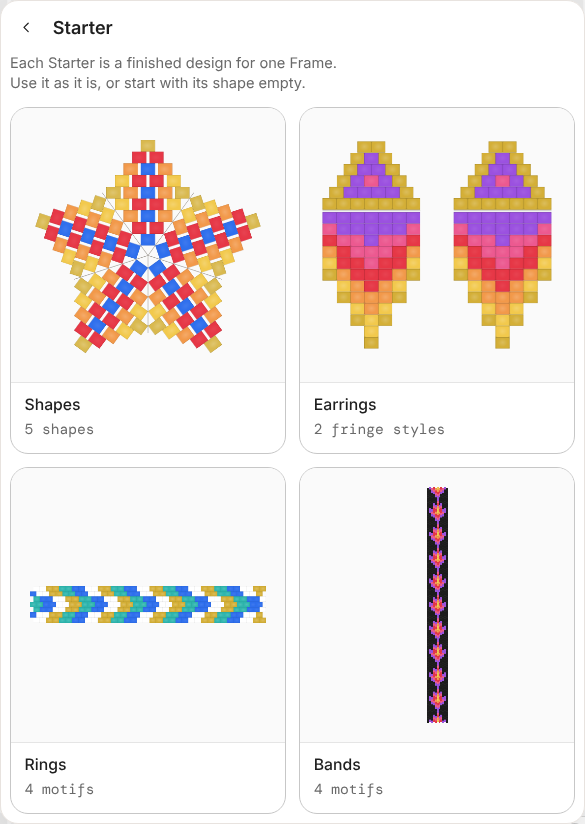 Starter
Each Starter is a finished design for one Frame.
Use it as it is, or start with its shape empty.
Shapes
5 shapes
Earrings
2 fringe styles
Rings
4 motifs
Bands
4 motifs